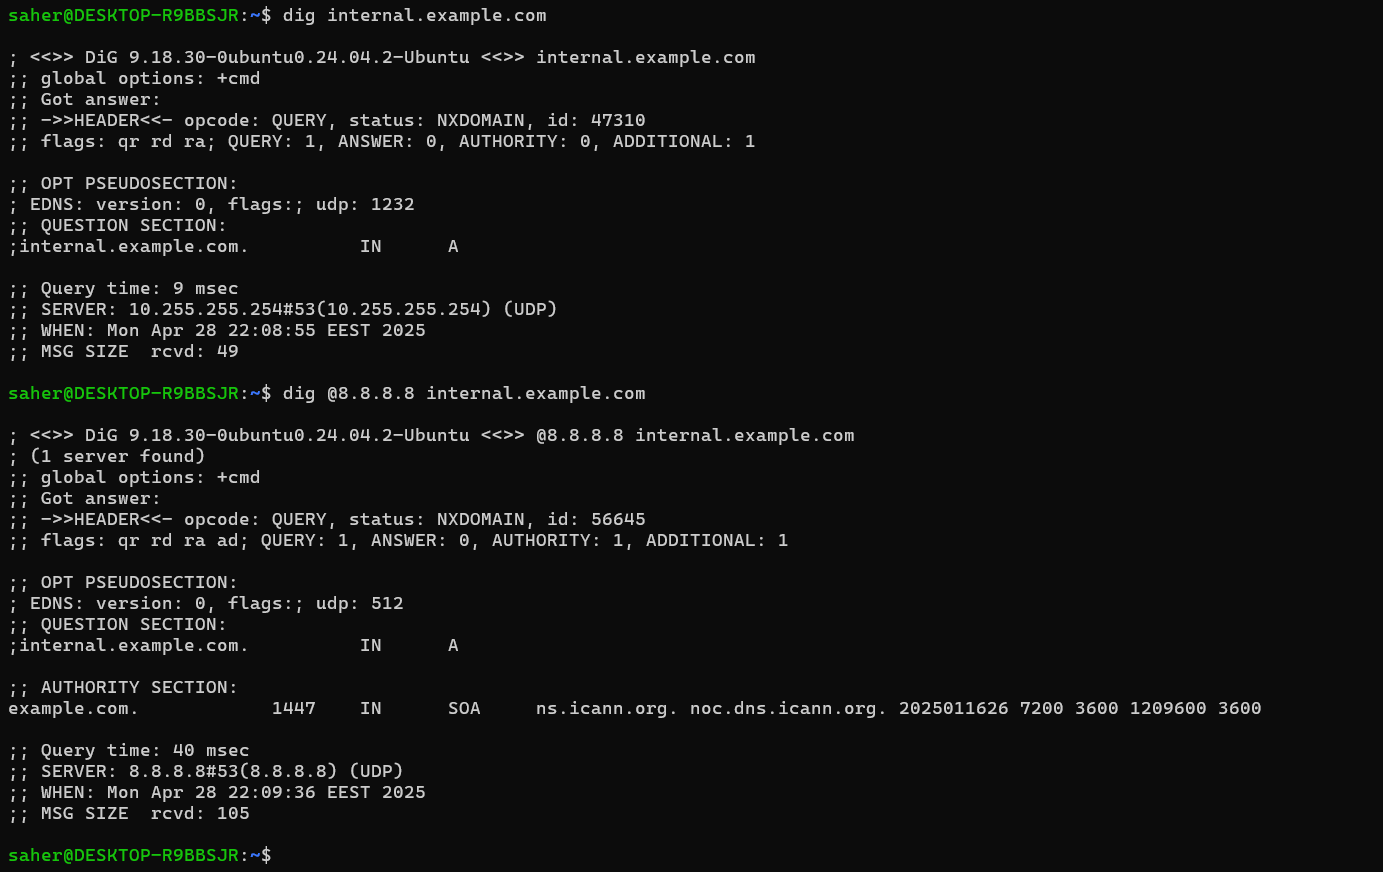 saher@DESKTOP-R9BBSJR:~$ dig internal.example.com
; <<>> DiG 9.18.30-0ubuntu0.24.04.2-Ubuntu <<>> internal.example.com
;; global options: +cmd
;; Got answer:
;; ->>HEADER<<- opcode: QUERY, status: NXDOMAIN, id: 47310
;; flags: qr rd ra; QUERY: 1, ANSWER: 0, AUTHORITY: 0, ADDITIONAL: 1
;; OPT PSEUDOSECTION:
; EDNS: version: 0, flags:; udp: 1232
;; QUESTION SECTION:
;internal.example.com. IN A
;; Query time: 9 msec
;; SERVER: 10.255.255.254#53(10.255.255.254) (UDP)
;; WHEN: Mon Apr 28 22:08:55 EEST 2025
;; MSG SIZE rcvd: 49
saher@DESKTOP-R9BBSJR:~$ dig @8.8.8.8 internal.example.com
; <<>> DiG 9.18.30-0ubuntu0.24.04.2-Ubuntu <<>> @8.8.8.8 internal.example.com
; (1 server found)
;; global options: +cmd
;; Got answer:
;; ->>HEADER<<- opcode: QUERY, status: NXDOMAIN, id: 56645
;; flags: qr rd ra ad; QUERY: 1, ANSWER: 0, AUTHORITY: 1, ADDITIONAL: 1
;; OPT PSEUDOSECTION:
; EDNS: version: 0, flags:; udp: 512
;; QUESTION SECTION:
;internal.example.com. IN A
;; AUTHORITY SECTION:
example.com. 1447 IN SOA ns.icann.org. noc.dns.icann.org. 2025011626 7200 3600 1209600 3600
;; Query time: 40 msec
;; SERVER: 8.8.8.8#53(8.8.8.8) (UDP)
;; WHEN: Mon Apr 28 22:09:36 EEST 2025
;; MSG SIZE rcvd: 105
saher@DESKTOP-R9BBSJR:~$